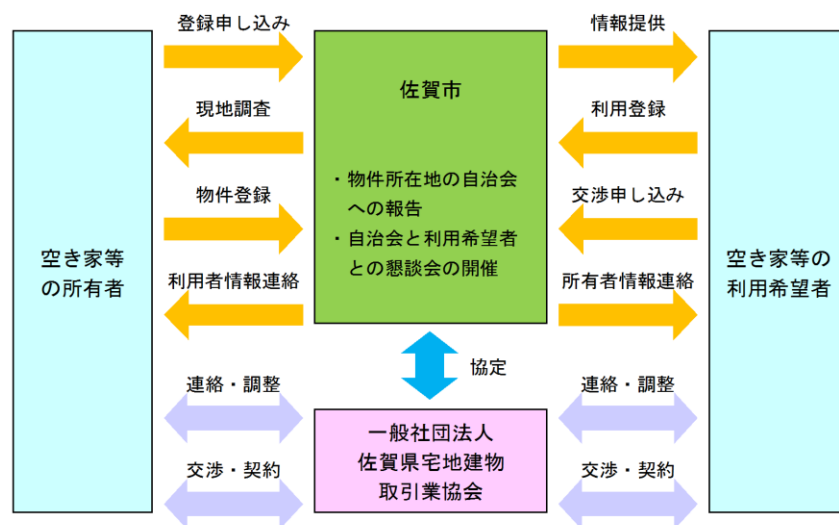 登録申し込み
情報提供
佐賀市
現地調査
利用登録
・物件所在地の自治会
への報告
・自治会と利用希望者
との懇談会の開催
物件登録
交渉申し込み
空き家等
の所有者
空き家等の
利用希望者
利用者情報連絡
所有者情報連絡
協定
連絡・調整
連絡・調整
一般社団法人
佐賀県宅地建物
取引業協会
交渉・契約
交渉・契約